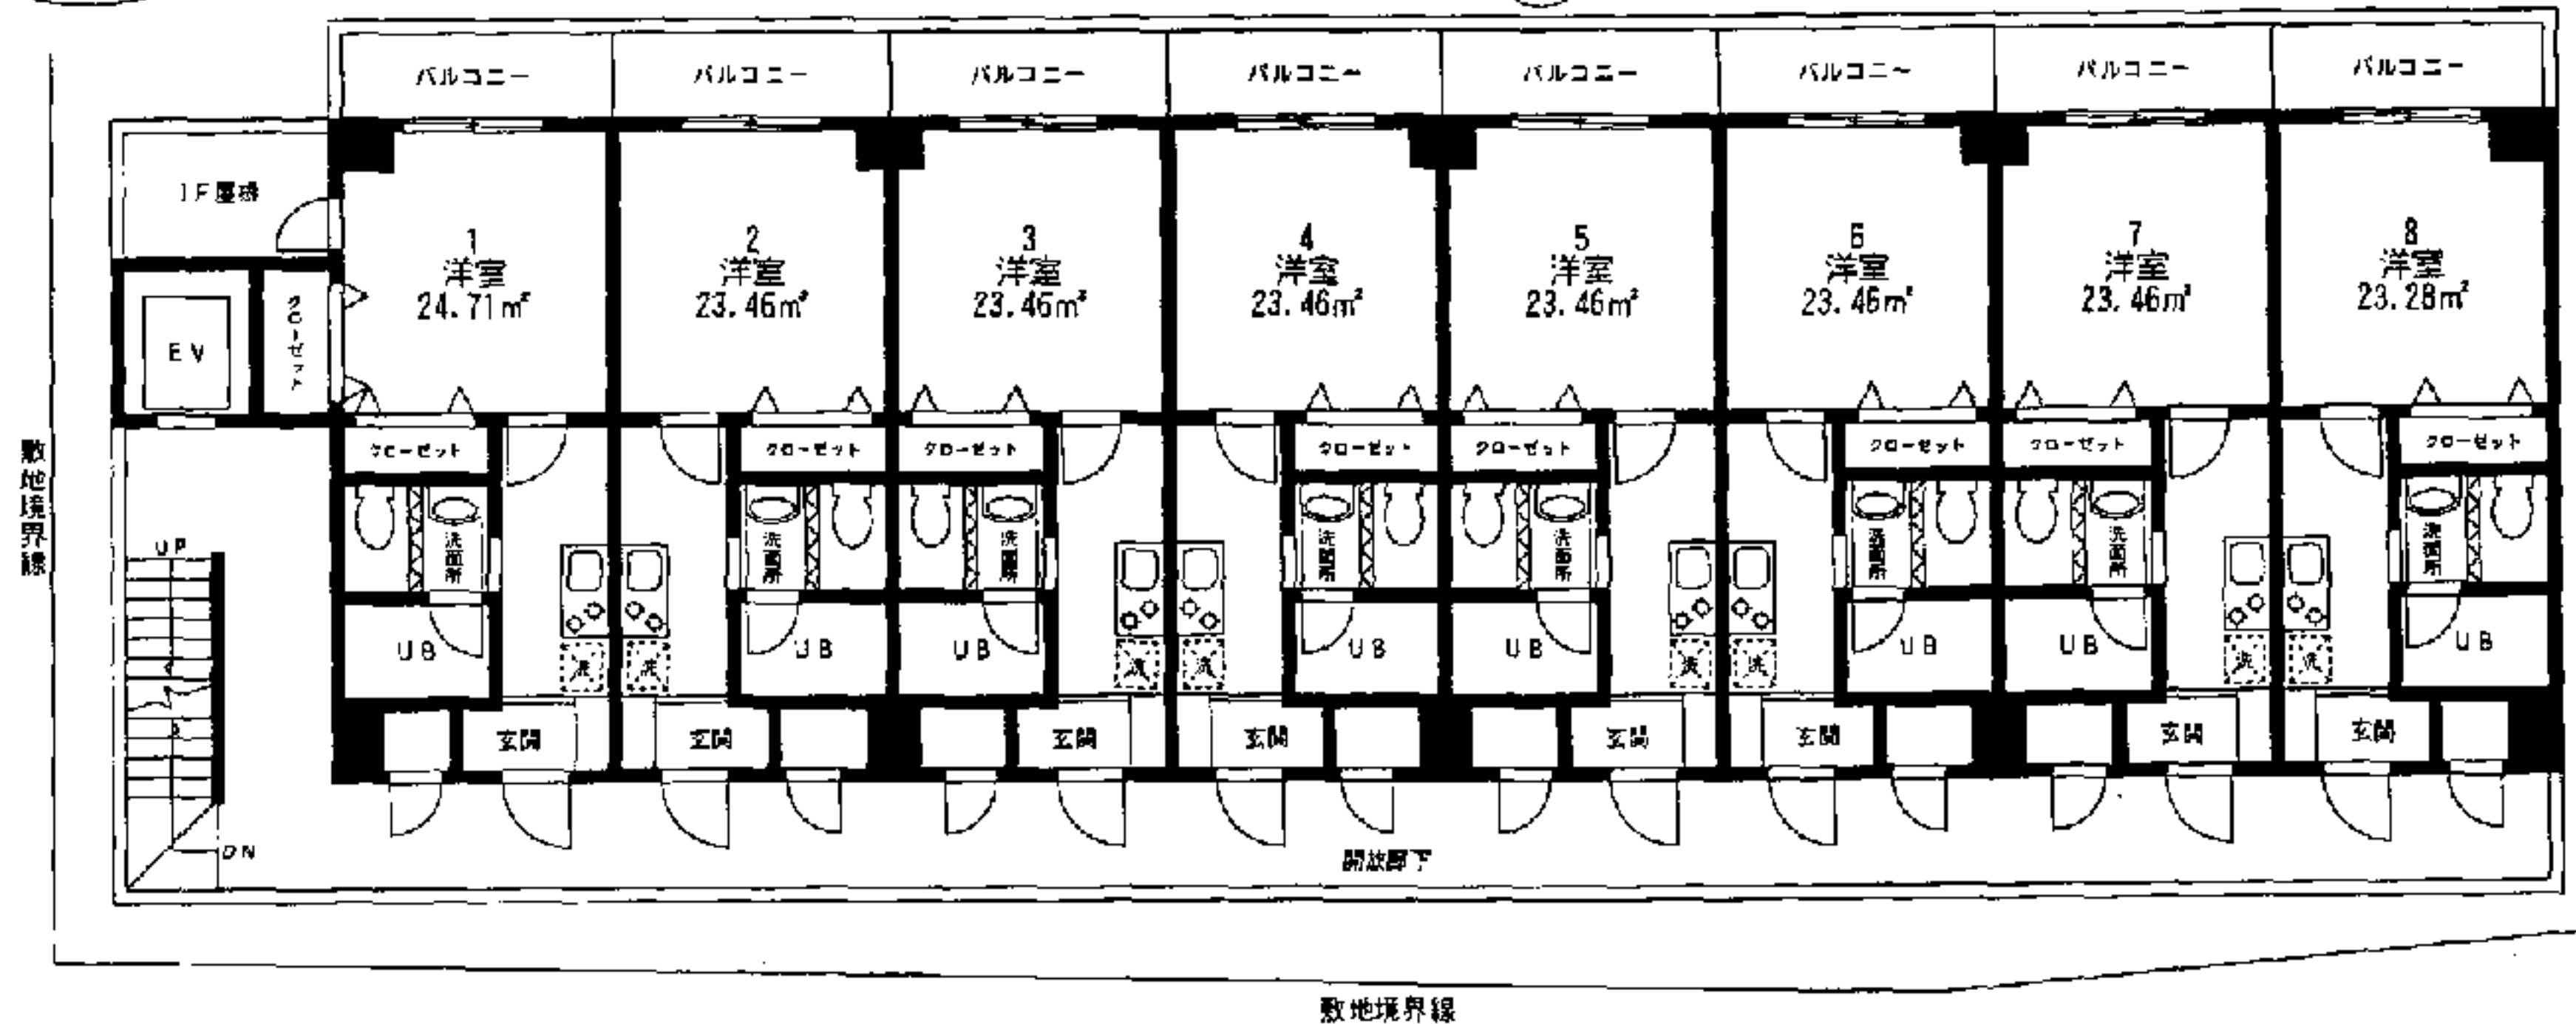 バルコニー
バルコニー
バルコニー
バルコニー
バルコニー
バルコニー
バルコニー
バルコニー
1F屋根
1
洋室
24.71㎡
2
洋室
23.46㎡
3
洋室
23.46㎡
4
洋室
23.46㎡
5
洋室
23.46㎡
6
洋室
23.46㎡
7
洋室
23.46㎡
8
洋室
23.28㎡
EV
クローゼット
クローゼット
クローゼット
クローゼット
クローゼット
クローゼット
クローゼット
クローゼット
クローゼット
敷地境界線
洗面所
洗面所
洗面所
洗面所
洗面所
洗面所
洗面所
洗面所
UP
UB
UB
UB
UB
UB
UB
UB
UB
洗
洗
洗
洗
洗
洗
洗
洗
玄関
玄関
玄関
玄関
玄関
玄関
玄関
玄関
DN
開放廊下
敷地境界線